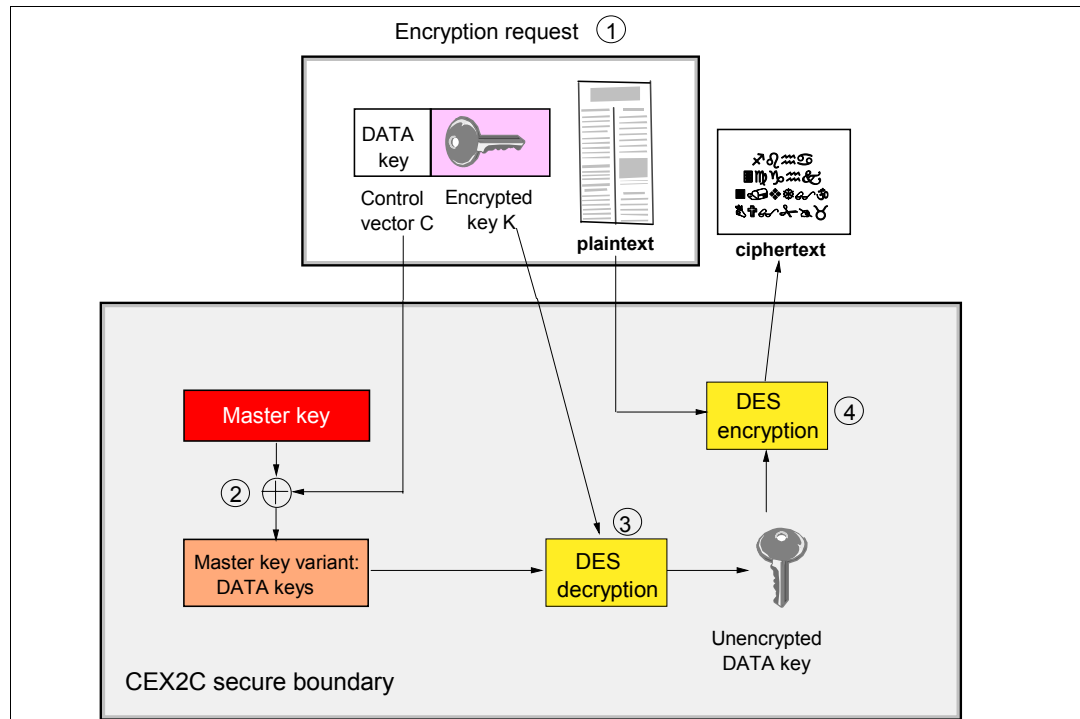 Encryption request 1
DATA
key
Control
vector C
Encrypted
key K
plaintext
ciphertext
Master key
2
Master key variant:
DATA keys
3
DES
decryption
DES
encryption
4
Unencrypted
DATA key
CEX2C secure boundary